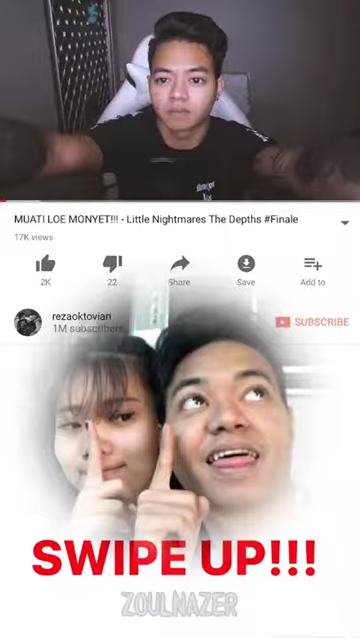 MUATI LOE MONYET!!! - Little Nightmares The Depths #Finale
17K views
2K
22
Share
Save
Add to
rezaoktovian
1M subscribers
SUBSCRIBE
SWIPE UP!!!
ZOULNAZER